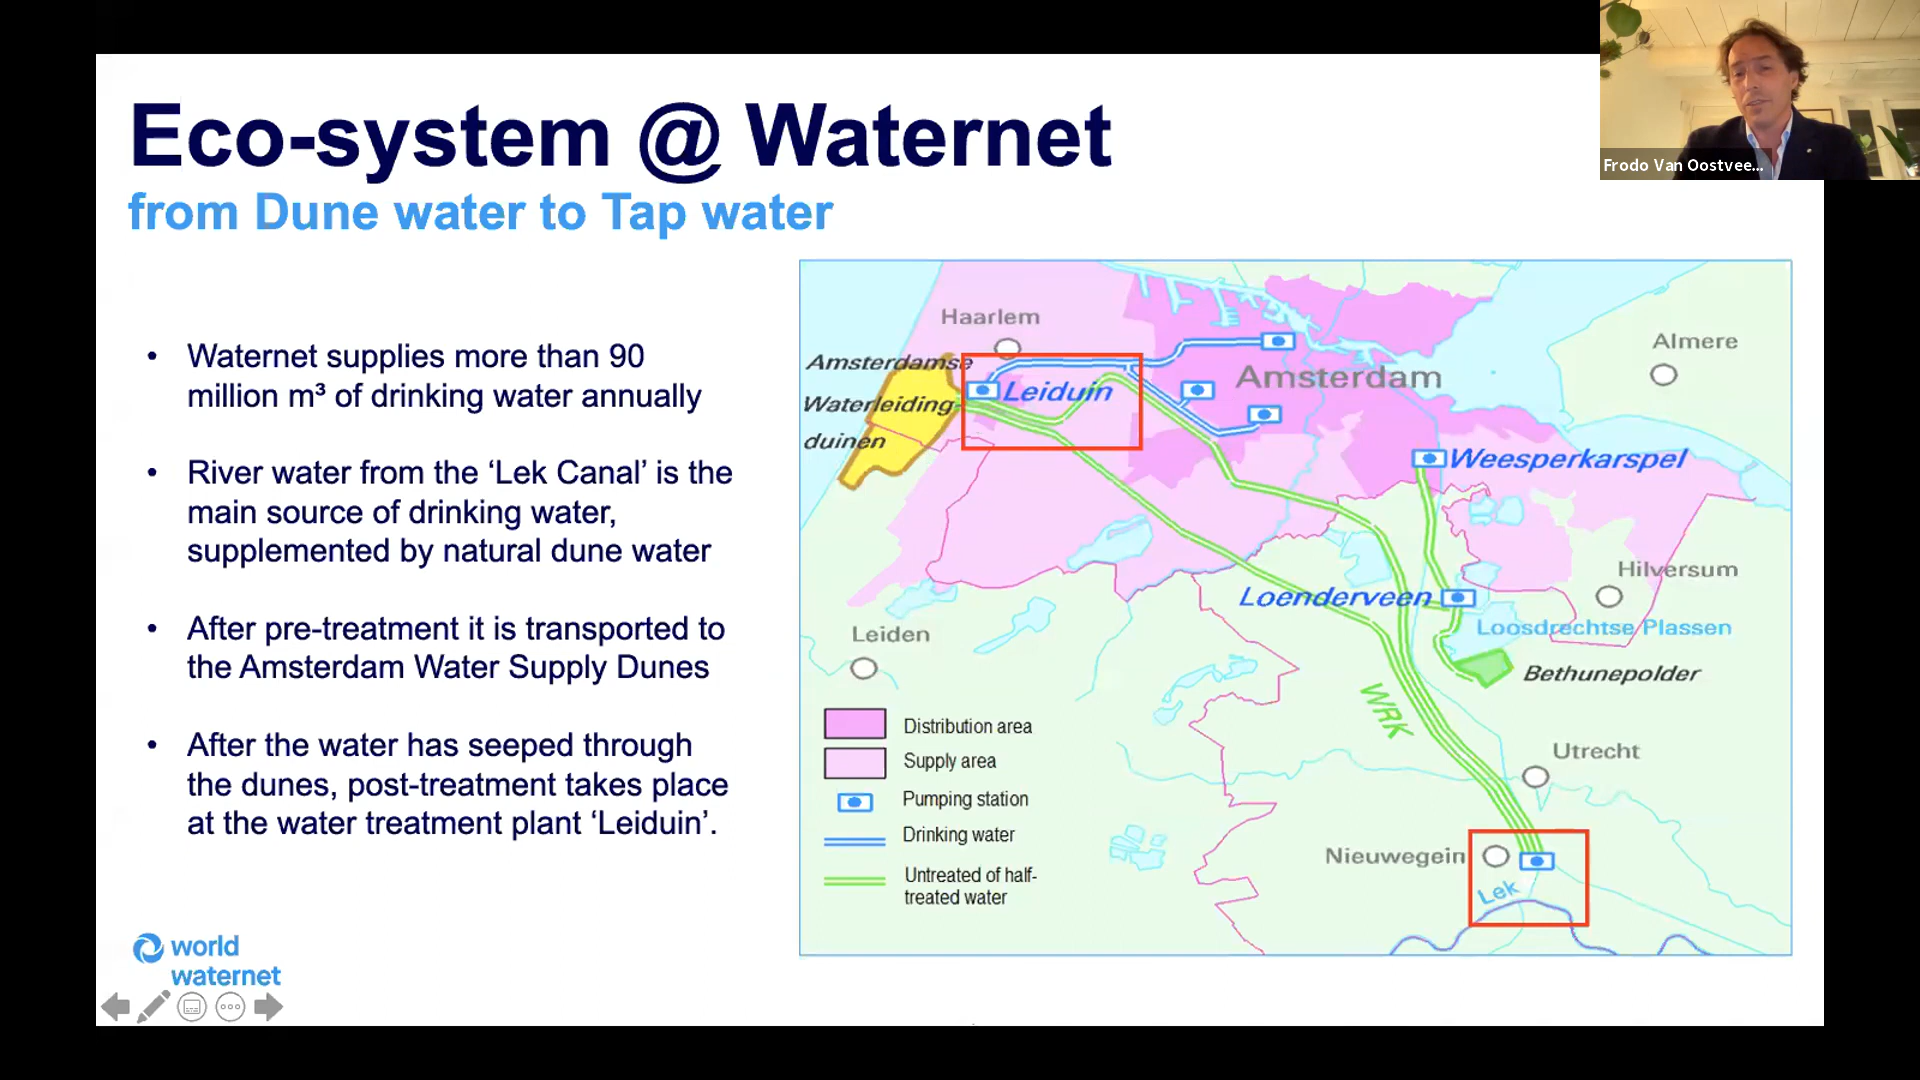 Eco-system @ Waternet
from Dune water to Tap water
Frodo Van Oostvee...
• Waternet supplies more than 90
million m³ of drinking water annually
• River water from the ‘Lek Canal’ is the
main source of drinking water,
supplemented by natural dune water
• After pre-treatment it is transported to
the Amsterdam Water Supply Dunes
• After the water has seeped through
the dunes, post-treatment takes place
at the water treatment plant ‘Leiduin’.
world
waternet
Haarlem
Almere
Amsterdamse
Amsterdam
Leiduin
Waterleiding-
duinen
Weesperkarspel
Hilversum
Loenderveen
Loosdrechtse Plassen
Leiden
Bethunepolder
WRK
Utrecht
Nieuwegein
Lek
Distribution area
Supply area
Pumping station
Drinking water
Untreated of half-
treated water